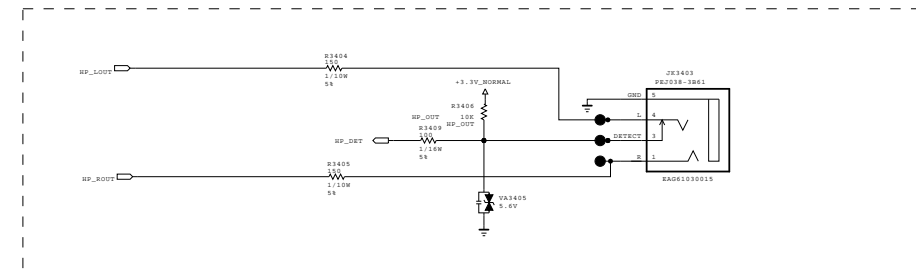 R3404
150
HP_LOUT
1/10W
5%
+3.3V_NORMAL
JK3403
PEJ038-3B61
GND 5
R3406
HP_OUT 10K
R3409 HP_OUT
100
L 4
HP_DET
DETECT 3
1/16W
5%
R 1
R3405
150
HP_ROUT
1/10W
5%
EAG61030015
VA3405
5.6V